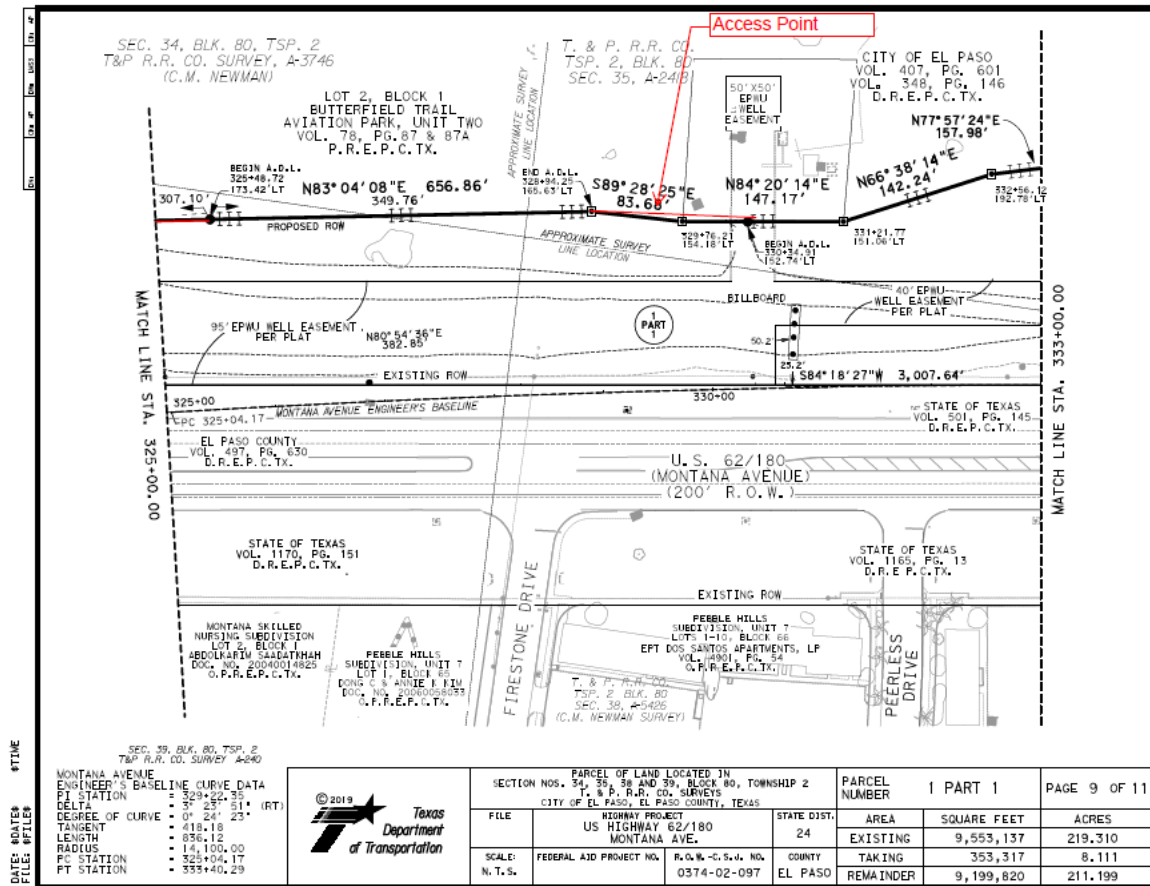 Access Point
SEC. 34, BLK. 80, TSP. 2
T&P R.R. CO. SURVEY, A-3746
(C.M. NEWMAN)
T. & P. R.R. CO.
TSP. 2, BLK. 80
SEC. 35, A-2418
CITY OF EL PASO
VOL. 407, PG. 601
VOL. 348, PG. 146
D.R.E.P.C.TX.
50'X50'
EPWU
WELL
EASEMENT
LOT 2, BLOCK 1
BUTTERFIELD TRAIL
AVIATION PARK, UNIT TWO
VOL. 78, PG.87 & 87A
P.R.E.P.C.TX.
APPROXIMATE SURVEY
LINE LOCATION
N77°57'24"E
157.98'
BEGIN A.D.L.
325+48.72
173.42'LT
END A.D.L.
328+94.25
165.63'LT
307.10'
N83°04'08"E 656.86'
349.76'
S89°28'25"E
83.68'
N84°20'14"E
147.17'
N66°38'14"E
142.24'
332+56.12
192.78'LT
PROPOSED ROW
APPROXIMATE SURVEY
LINE LOCATION
329+76.21
154.18'LT
BEGIN A.D.L.
330+34.91
152.74'LT
331+21.77
151.06'LT
MATCH LINE STA. 325+00.00
MATCH LINE STA. 333+00.00
BILLBOARD
40' EPWU
WELL EASEMENT
PER PLAT
95'EPWU WELL EASEMENT
PER PLAT
N80°54'36"E
382.85'
1
PART
1
50.2'
25.2'
EXISTING ROW
S84°18'27"W 3,007.64'
325+00
330+00
PC 325+04.17
MONTANA AVENUE ENGINEER'S BASELINE
STATE OF TEXAS
VOL. 501, PG. 145
D.R.E.P.C.TX.
EL PASO COUNTY
VOL. 497, PG. 630
D.R.E.P.C.TX.
U.S. 62/180
(MONTANA AVENUE)
(200' R.O.W.)
STATE OF TEXAS
VOL. 1170, PG. 151
D.R.E.P.C.TX.
STATE OF TEXAS
VOL. 1165, PG. 13
D.R.E P.C.TX.
FIRESTONE DRIVE
PEERLESS
DRIVE
EXISTING ROW
MONTANA SKILLED
NURSING SUBDIVISION
LOT 2, BLOCK 1
ABDOLKARIM SAADATKHAH
DOC. NO. 20040014825
O.P.R.E.P.C.TX.
PEBBLE HILLS
SUBDIVISION, UNIT 7
LOT 1, BLOCK 65
DONG C & ANNIE K KIM
DOC. NO. 20060058033
O.P.R.E.P.C.TX.
PEBBLE HILLS
SUBDIVISION, UNIT 7
LOTS 1-10, BLOCK 66
EPT DOS SANTOS APARTMENTS, LP
VOL. 4901, PG. 54
O.P.R.E.P.C.TX.
T. & P. R.R. CO.
TSP. 2 BLK. 80
SEC. 38, A-5426
(C.M. NEWMAN SURVEY)
SEC. 39, BLK. 80, TSP. 2
T&P R.R. CO. SURVEY A-240
MONTANA AVENUE
ENGINEER'S BASELINE CURVE DATA
PI STATION = 329+22.35
DELTA = 3° 23' 51" (RT)
DEGREE OF CURVE = 0° 24' 23"
TANGENT = 418.18
LENGTH = 836.12
RADIUS = 14,100.00
PC STATION = 325+04.17
PT STATION = 333+40.29
©2019
Texas
Department
of Transportation
PARCEL OF LAND LOCATED IN
SECTION NOS. 34, 35, 38 AND 39, BLOCK 80, TOWNSHIP 2
T. & P. R.R. CO. SURVEYS
CITY OF EL PASO, EL PASO COUNTY, TEXAS
PARCEL NUMBER 1 PART 1 PAGE 9 OF 11
FILE
HIGHWAY PROJECT
US HIGHWAY 62/180
MONTANA AVE.
STATE DIST.
24
AREA SQUARE FEET ACRES
EXISTING 9,553,137 219.310
SCALE:
N.T.S.
FEDERAL AID PROJECT NO.
R.O.W.-C.S.J. NO.
0374-02-097
COUNTY
EL PASO
TAKING 353,317 8.111
REMAINDER 9,199,820 211.199
DATE: $DATE$ $TIME
FILE: $FILE$